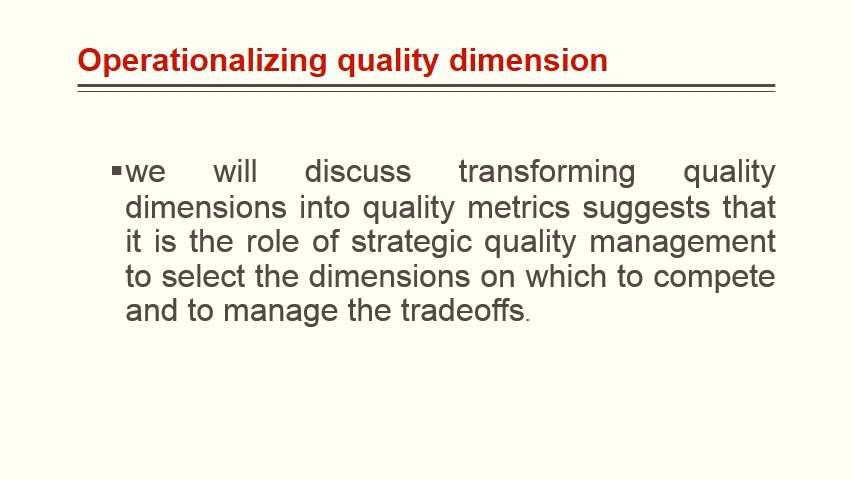 Operationalizing quality dimension
▪we will discuss transforming quality
dimensions into quality metrics suggests that
it is the role of strategic quality management
to select the dimensions on which to compete
and to manage the tradeoffs.